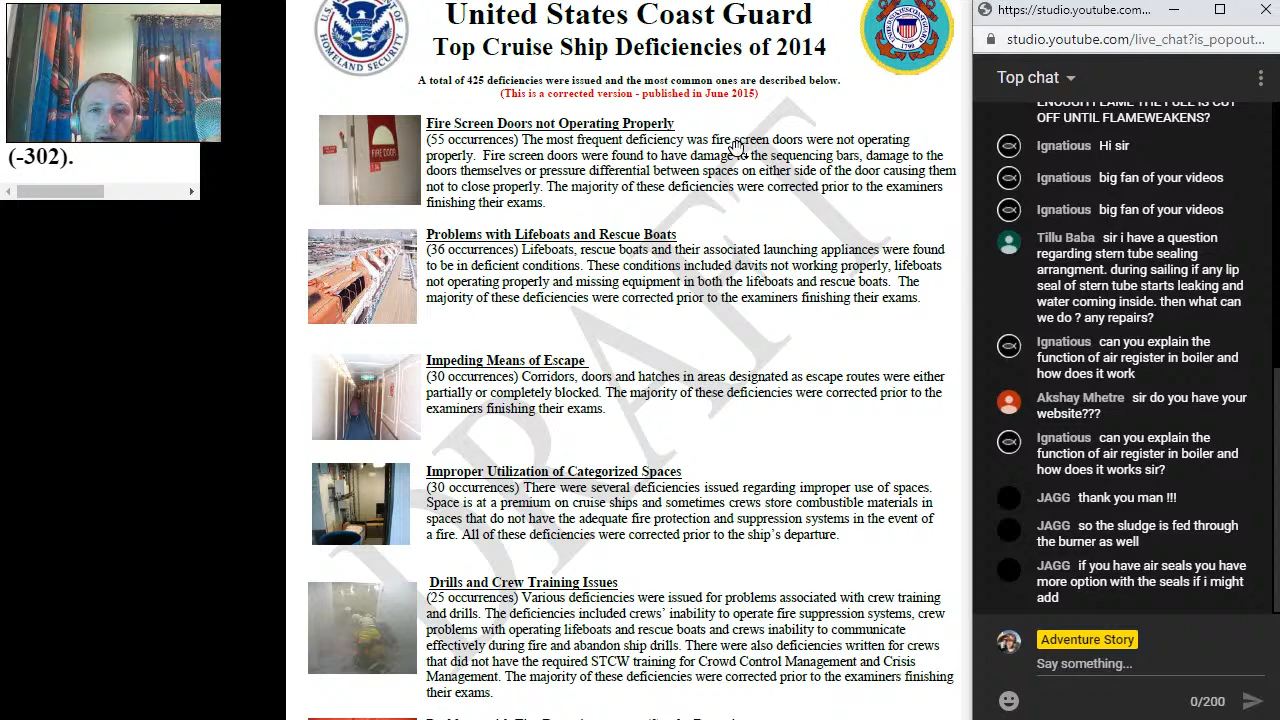 (-302).
United States Coast Guard
Top Cruise Ship Deficiencies of 2014
A total of 425 deficiencies were issued and the most common ones are described below.
(This is a corrected version - published in June 2015)
Fire Screen Doors not Operating Properly
(55 occurrences) The most frequent deficiency was fire screen doors were not operating
properly. Fire screen doors were found to have damage to the sequencing bars, damage to the
doors themselves or pressure differential between spaces on either side of the door causing them
not to close properly. The majority of these deficiencies were corrected prior to the examiners
finishing their exams.
Problems with Lifeboats and Rescue Boats
(36 occurrences) Lifeboats, rescue boats and their associated launching appliances were found
to be in deficient conditions. These conditions included davits not working properly, lifeboats
not operating properly and missing equipment in both the lifeboats and rescue boats. The
majority of these deficiencies were corrected prior to the examiners finishing their exams.
Impeding Means of Escape
(30 occurrences) Corridors, doors and hatches in areas designated as escape routes were either
partially or completely blocked. The majority of these deficiencies were corrected prior to the
examiners finishing their exams.
Improper Utilization of Categorized Spaces
(30 occurrences) There were several deficiencies issued regarding improper use of spaces.
Space is at a premium on cruise ships and sometimes crews store combustible materials in
spaces that do not have the adequate fire protection and suppression systems in the event of
a fire. All of these deficiencies were corrected prior to the ship's departure.
Drills and Crew Training Issues
(25 occurrences) Various deficiencies were issued for problems associated with crew training
and drills. The deficiencies included crews' inability to operate fire suppression systems, crew
problems with operating lifeboats and rescue boats and crews inability to communicate
effectively during fire and abandon ship drills. There were also deficiencies written for crews
that did not have the required STCW training for Crowd Control Management and Crisis
Management. The majority of these deficiencies were corrected prior to the examiners finishing
their exams.
DRAFT
FIRE DOOR
HOMELAND SECURITY
1790
https://studio.youtube.com...
studio.youtube.com/live_chat?is_popout...
Top chat
ENOUGH FLAME THE FUEL IS CUT
OFF UNTIL FLAMEWEAKENS?
Ignatious Hi sir
Ignatious big fan of your videos
Ignatious big fan of your videos
Tillu Baba sir i have a question
regarding stern tube sealing
arrangment. during sailing if any lip
seal of stern tube starts leaking and
water coming inside. then what can
we do ? any repairs?
Ignatious can you explain the
function of air register in boiler and
how does it work
Akshay Mhetre sir do you have your
website???
Ignatious can you explain the
function of air register in boiler and
how does it works sir?
JAGG thank you man !!!
JAGG so the sludge is fed through
the burner as well
JAGG if you have air seals you have
more option with the seals if i might
add
Adventure Story
Say something...
0/200